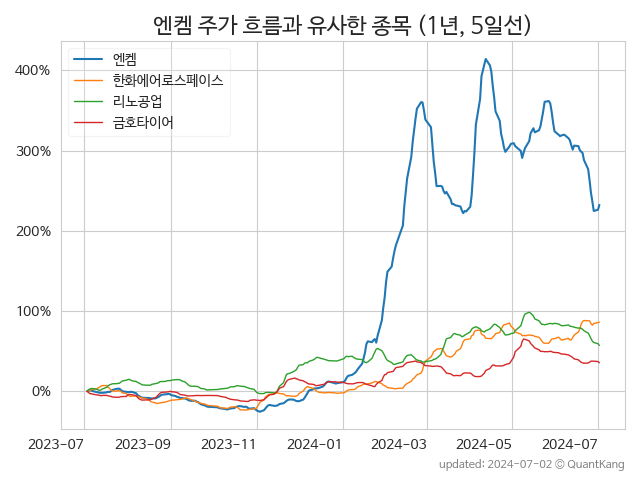 엔켐 주가 흐름과 유사한 종목 (1년, 5일선)
엔켐
한화에어로스페이스
리노공업
금호타이어
400%
300%
200%
100%
0%
2023-07 2023-09 2023-11 2024-01 2024-03 2024-05 2024-07
updated: 2024-07-02 © QuantKang